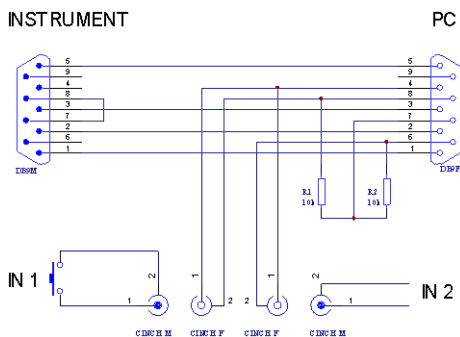 INSTRUMENT PC
5 5
9 9
4 4
8 8
3 3
7 7
2 2
6 6
1 1
DB9M DB9F
R1 R2
10k 10k
IN 1 IN 2
2 1 1 2
1 2 2 1
CINCH M CINCH F CINCH F CINCH M